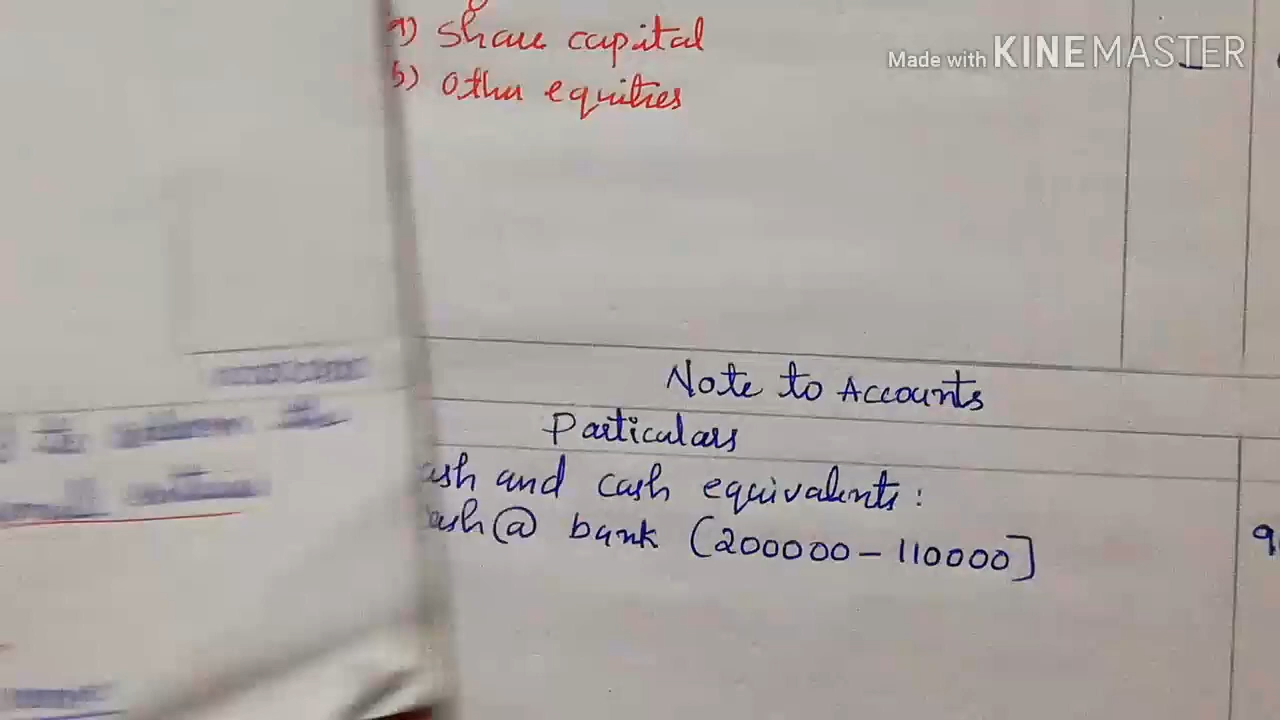 a) Share capital
Made with KINEMASTER
b) Other equities
Note to Accounts
Particulars
ash and cash equivalents:
ash @ bank (200000-110000]
9